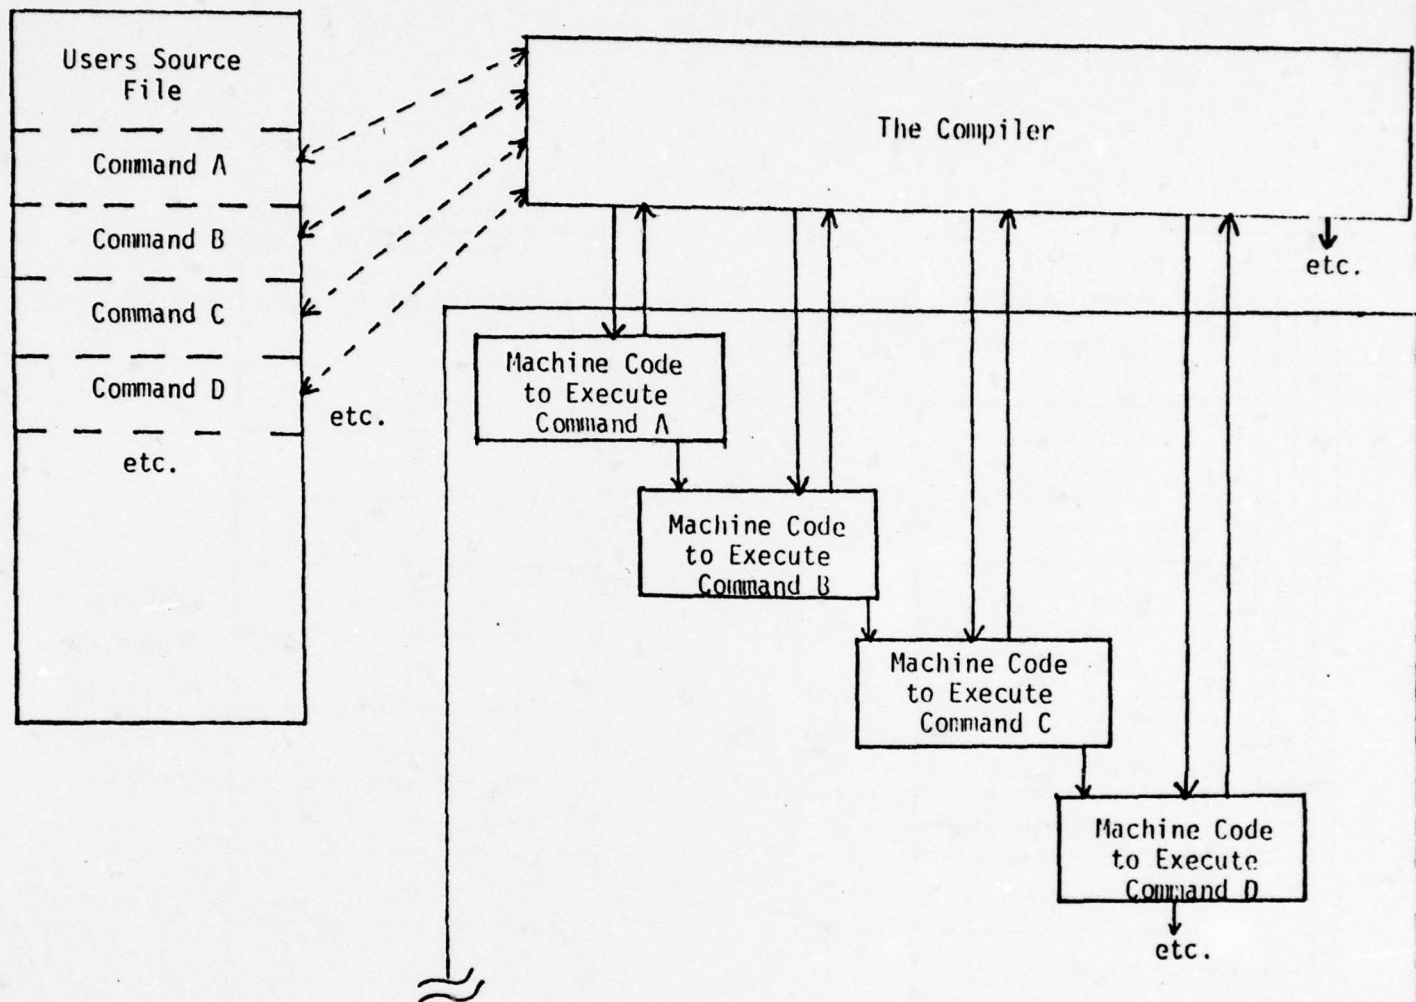 Users Source
File
Command A
Command B
Command C
Command D
etc.
etc.
The Compiler
etc.
Machine Code
to Execute
Command A
Machine Code
to Execute
Command B
Machine Code
to Execute
Command C
Machine Code
to Execute
Command D
etc.